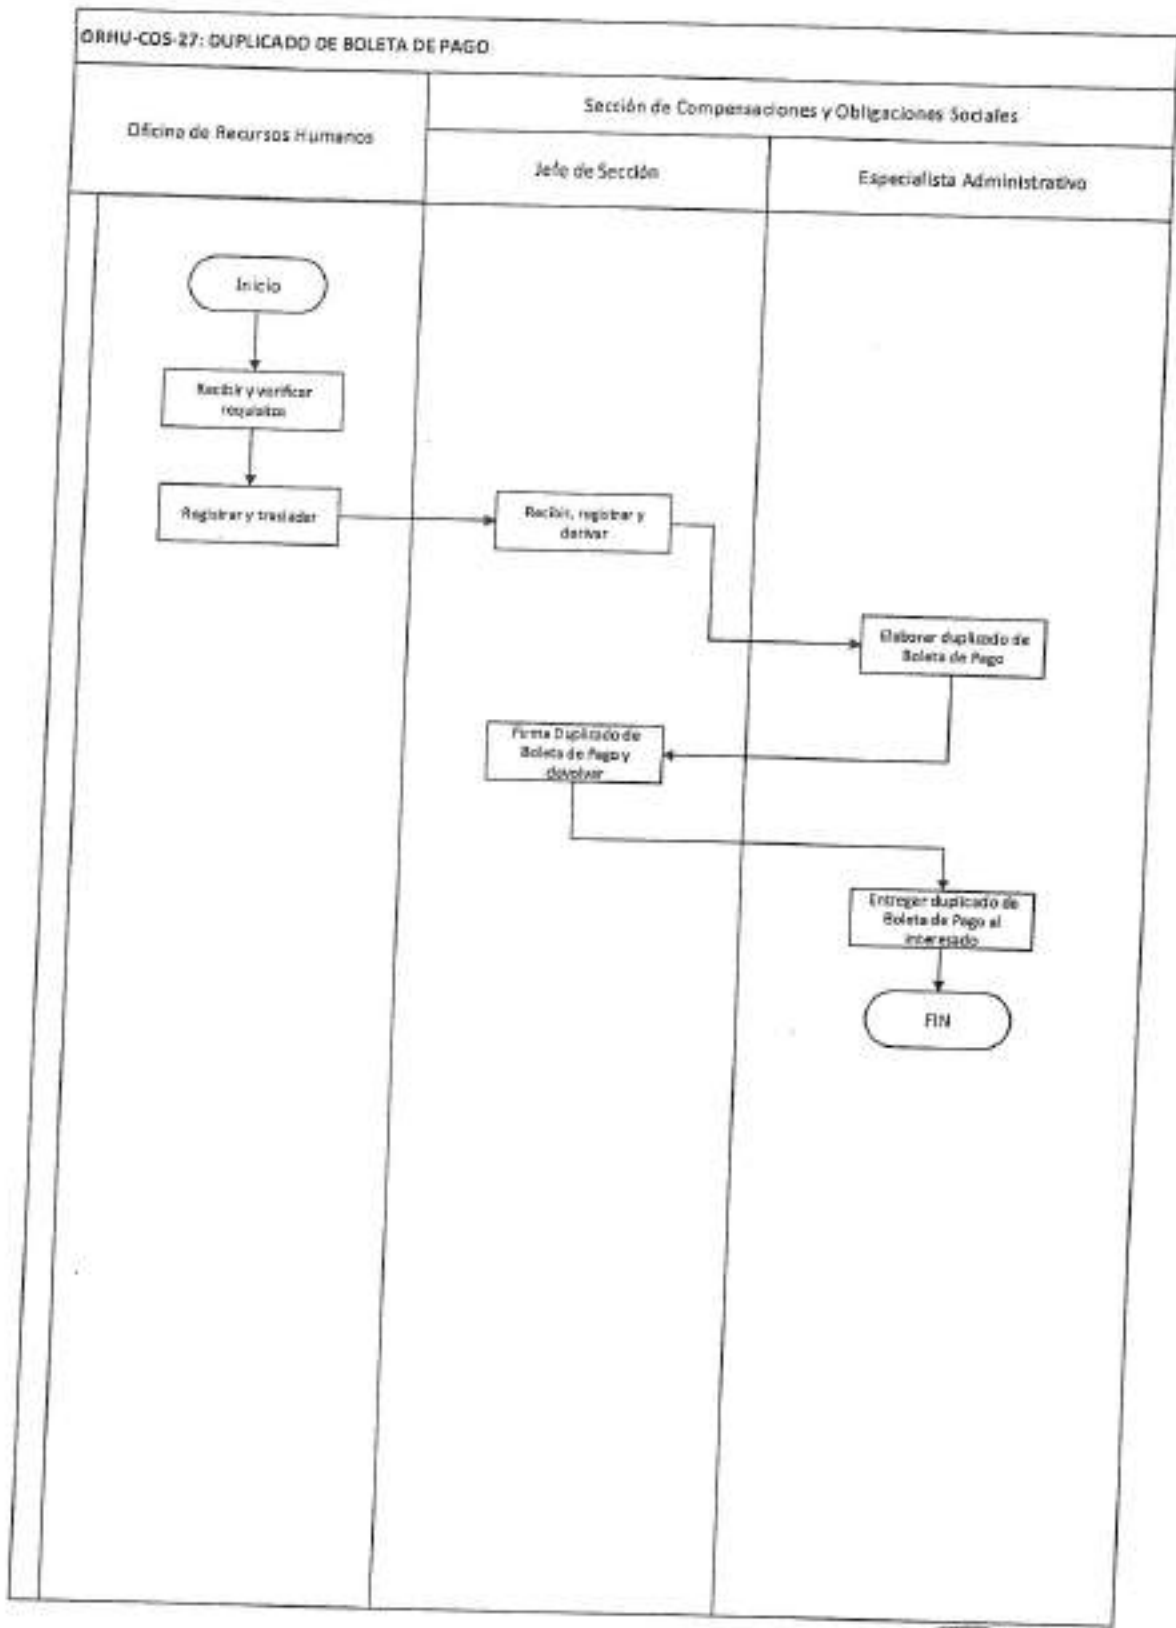 ORHU-COS-27: DUPLICADO DE BOLETA DE PAGO
Oficina de Recursos Humanos
Sección de Compensaciones y Obligaciones Sociales
Jefe de Sección
Especialista Administrativo
Inicio
Recibir y verificar
requisitos
Registrar y trasladar
Recibir, registrar y
derivar
Elaborar duplicado de
Boleta de Pago
Firma Duplicado de
Boleta de Pago y
devolver
Entregar duplicado de
Boleta de Pago al
interesado
FIN